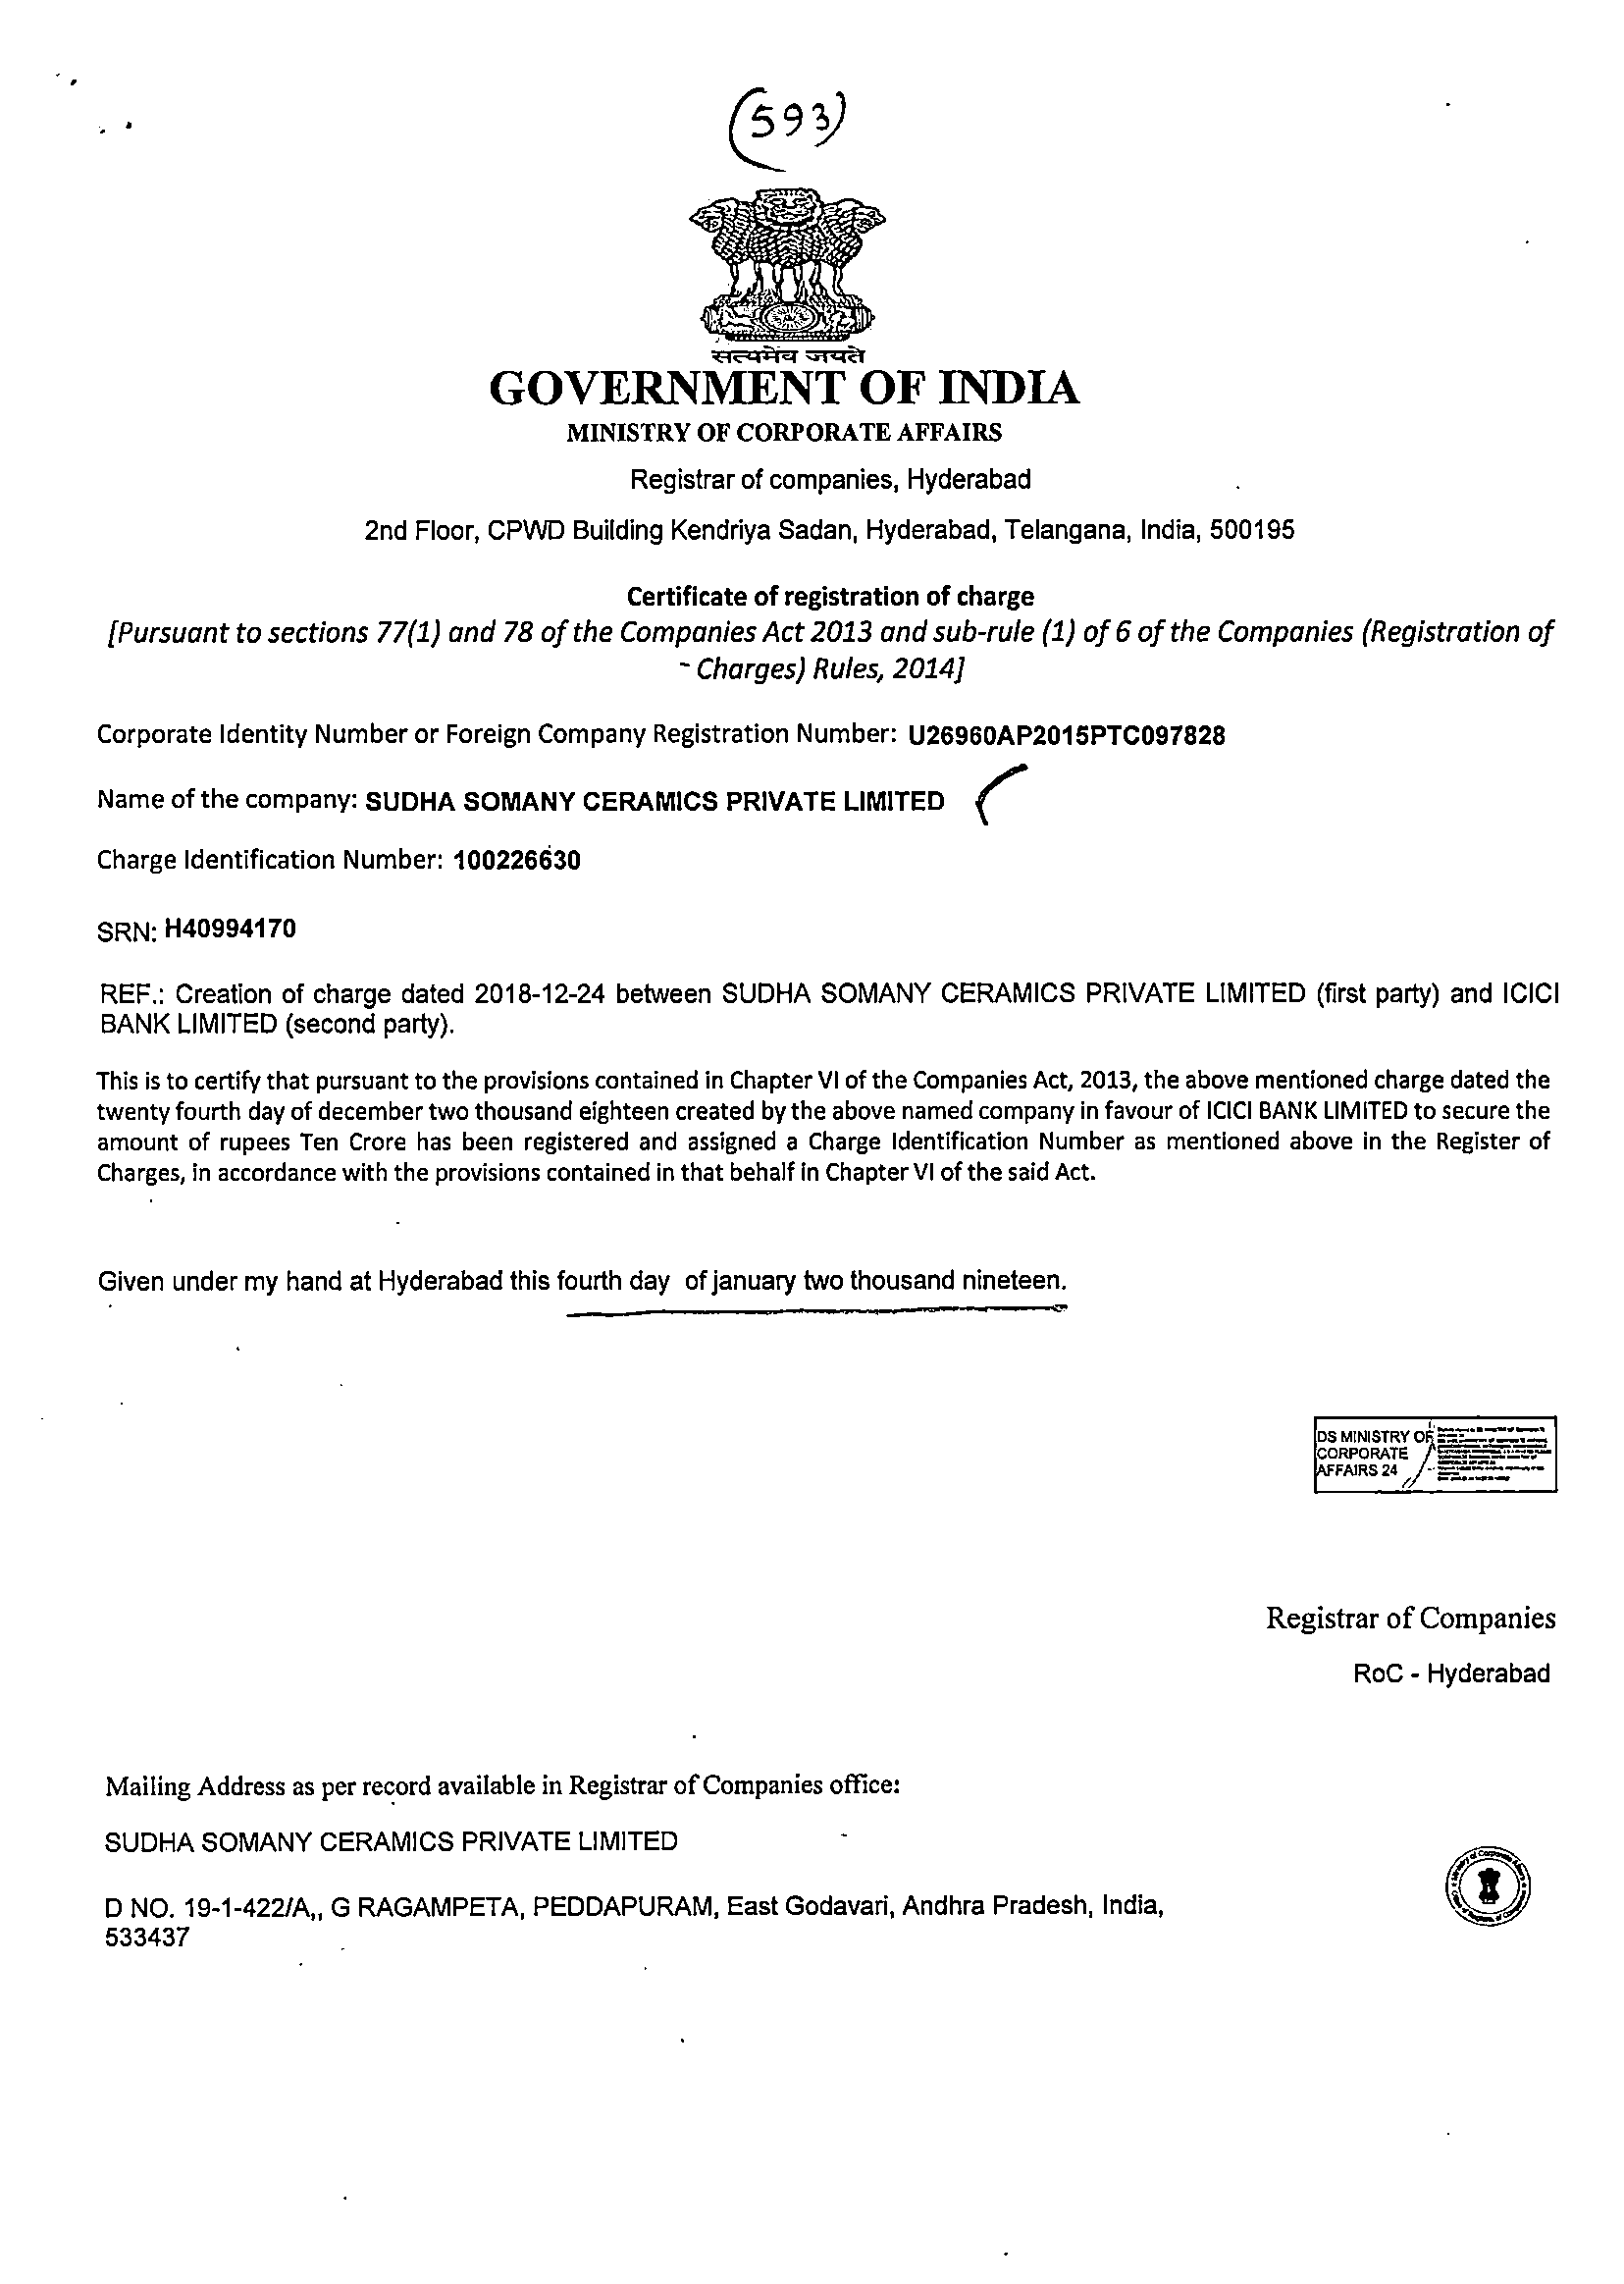 (593)
सत्यमेव जयते
GOVERNMENT OF INDIA
MINISTRY OF CORPORATE AFFAIRS
Registrar of companies, Hyderabad
2nd Floor, CPWD Building Kendriya Sadan, Hyderabad, Telangana, India, 500195
Certificate of registration of charge
[Pursuant to sections 77(1) and 78 of the Companies Act 2013 and sub-rule (1) of 6 of the Companies (Registration of
Charges) Rules, 2014]
Corporate Identity Number or Foreign Company Registration Number: U26960AP2015PTC097828
Name of the company: SUDHA SOMANY CERAMICS PRIVATE LIMITED
Charge Identification Number: 100226630
SRN: H40994170
REF.: Creation of charge dated 2018-12-24 between SUDHA SOMANY CERAMICS PRIVATE LIMITED (first party) and ICICI
BANK LIMITED (second party).
This is to certify that pursuant to the provisions contained in Chapter VI of the Companies Act, 2013, the above mentioned charge dated the
twenty fourth day of december two thousand eighteen created by the above named company in favour of ICICI BANK LIMITED to secure the
amount of rupees Ten Crore has been registered and assigned a Charge Identification Number as mentioned above in the Register of
Charges, in accordance with the provisions contained in that behalf in Chapter VI of the said Act.
Given under my hand at Hyderabad this fourth day of january two thousand nineteen.
DS MINISTRY OF
CORPORATE
AFFAIRS 24
Registrar of Companies
RoC - Hyderabad
Mailing Address as per record available in Registrar of Companies office:
SUDHA SOMANY CERAMICS PRIVATE LIMITED
D NO. 19-1-422/A,, G RAGAMPETA, PEDDAPURAM, East Godavari, Andhra Pradesh, India,
533437